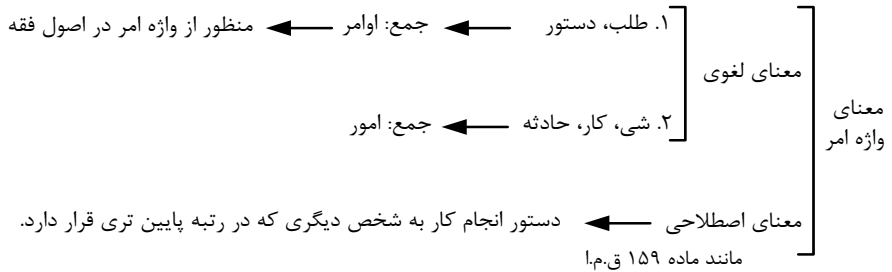 معنای واژه امر
معنای لغوی
۱. طلب، دستور جمع: اوامر منظور از واژه امر در اصول فقه
۲. شی، کار، حادثه جمع: امور
معنای اصطلاحی دستور انجام کار به شخص دیگری که در رتبه پایین تری قرار دارد.
مانند ماده ۱۵۹ ق.م.ا